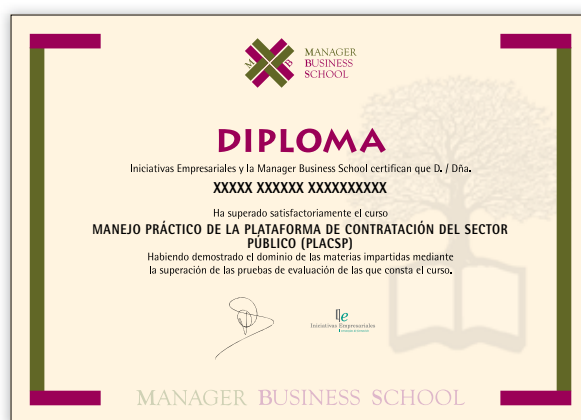 MANAGER
BUSINESS
SCHOOL
M B
DIPLOMA
Iniciativas Empresariales y la Manager Business School certifican que D. / Dña.
XXXXX XXXXXX XXXXXXXXXX
Ha superado satisfactoriamente el curso
MANEJO PRÁCTICO DE LA PLATAFORMA DE CONTRATACIÓN DEL SECTOR
PÚBLICO (PLACSP)
Habiendo demostrado el dominio de las materias impartidas mediante
la superación de las pruebas de evaluación de las que consta el curso.
Iniciativas Empresariales
MANAGER BUSINESS SCHOOL